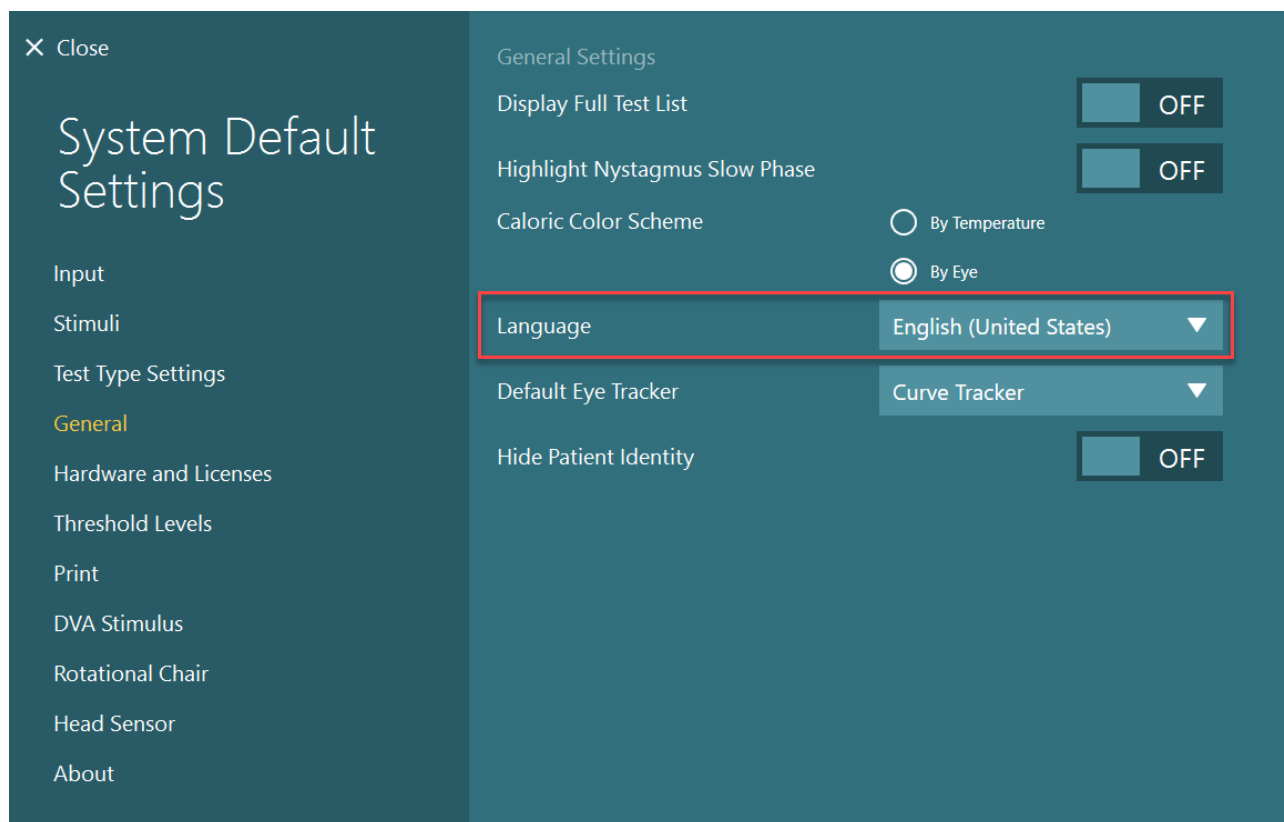 Close
System Default
Settings
Input
Stimuli
Test Type Settings
General
Hardware and Licenses
Threshold Levels
Print
DVA Stimulus
Rotational Chair
Head Sensor
About
General Settings
Display Full Test List OFF
Highlight Nystagmus Slow Phase OFF
Caloric Color Scheme By Temperature
By Eye
Language English (United States)
Default Eye Tracker Curve Tracker
Hide Patient Identity OFF